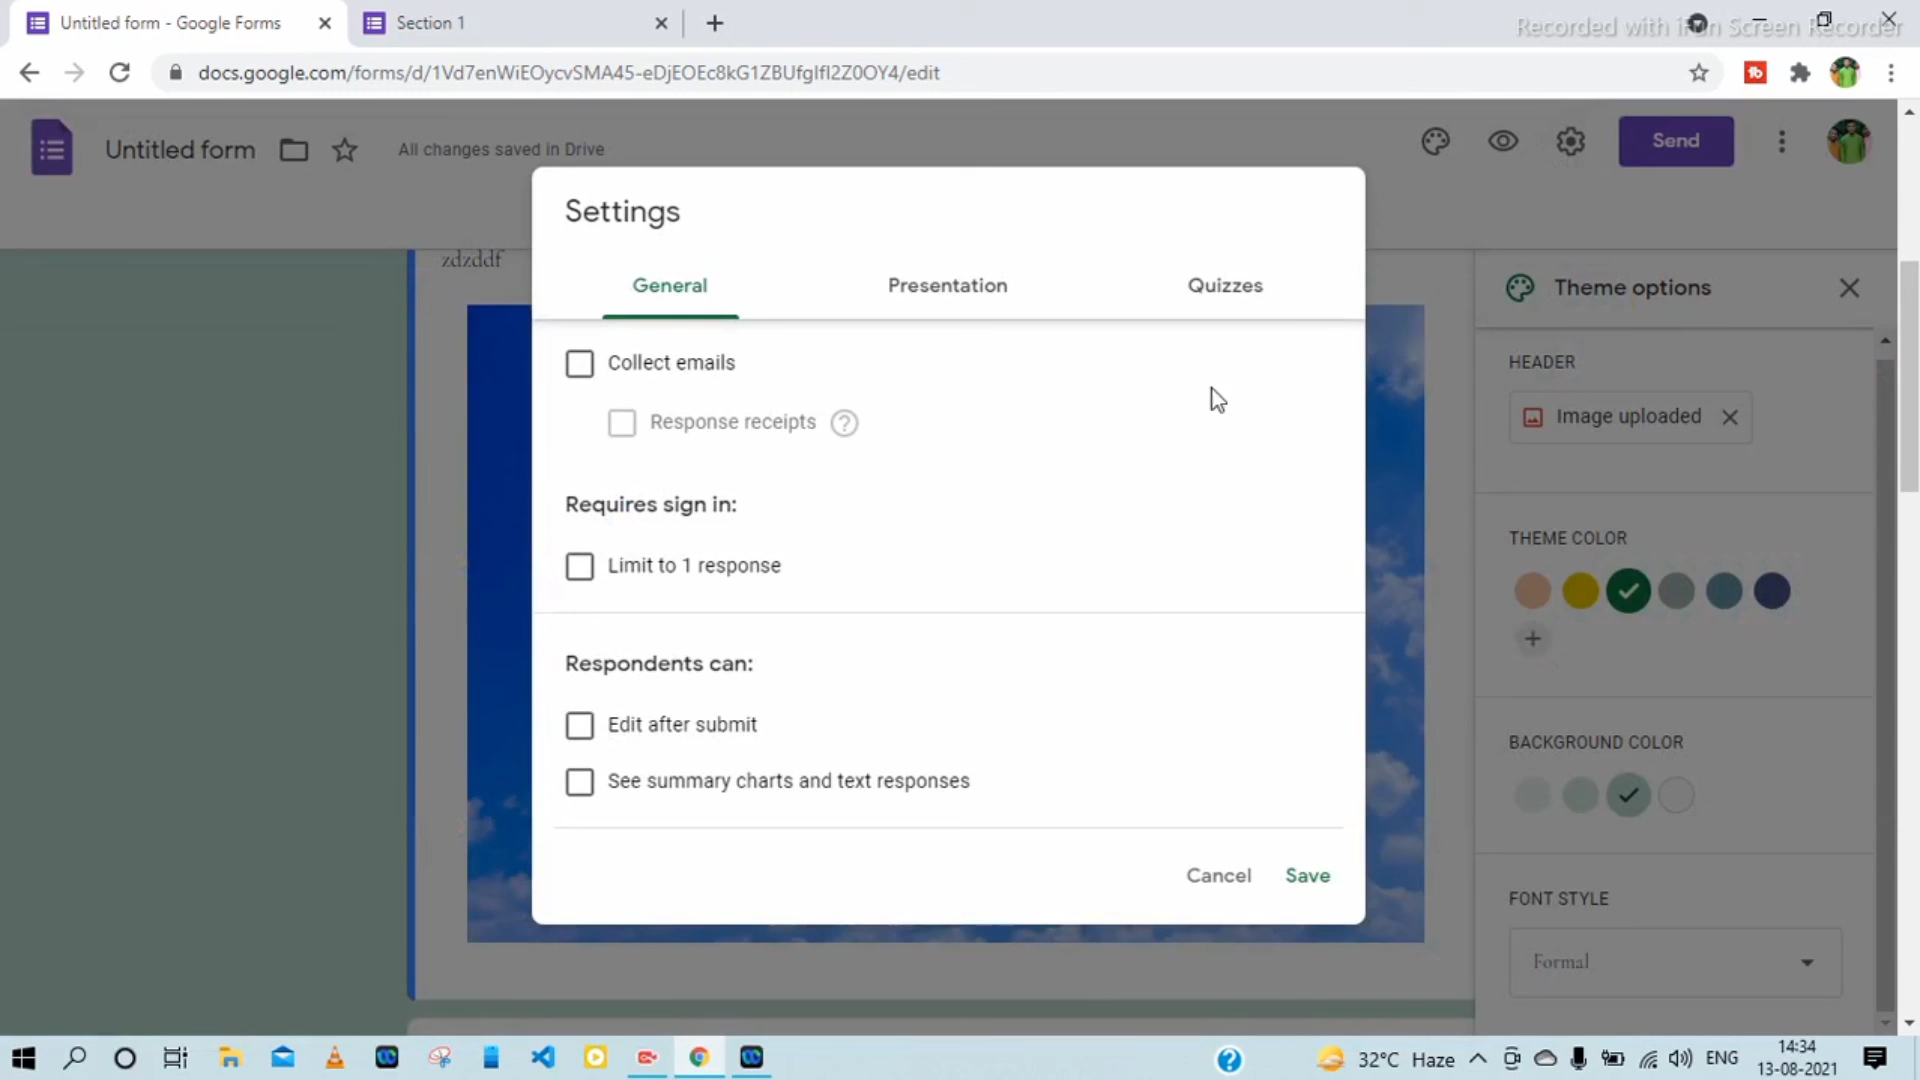 Untitled form - Google Forms
Section 1
Recorded with iFun Screen Recorder
docs.google.com/forms/d/1Vd7enWiEOycvSMA45-eDjEOEc8kG1ZBUfgIfI2Z0OY4/edit
Untitled form
All changes saved in Drive
Send
zdzddf
Settings
General
Presentation
Quizzes
Collect emails
Response receipts
Requires sign in:
Limit to 1 response
Respondents can:
Edit after submit
See summary charts and text responses
Cancel
Save
Theme options
HEADER
Image uploaded
THEME COLOR
BACKGROUND COLOR
FONT STYLE
Formal
32°C Haze
ENG
14:34
13-08-2021